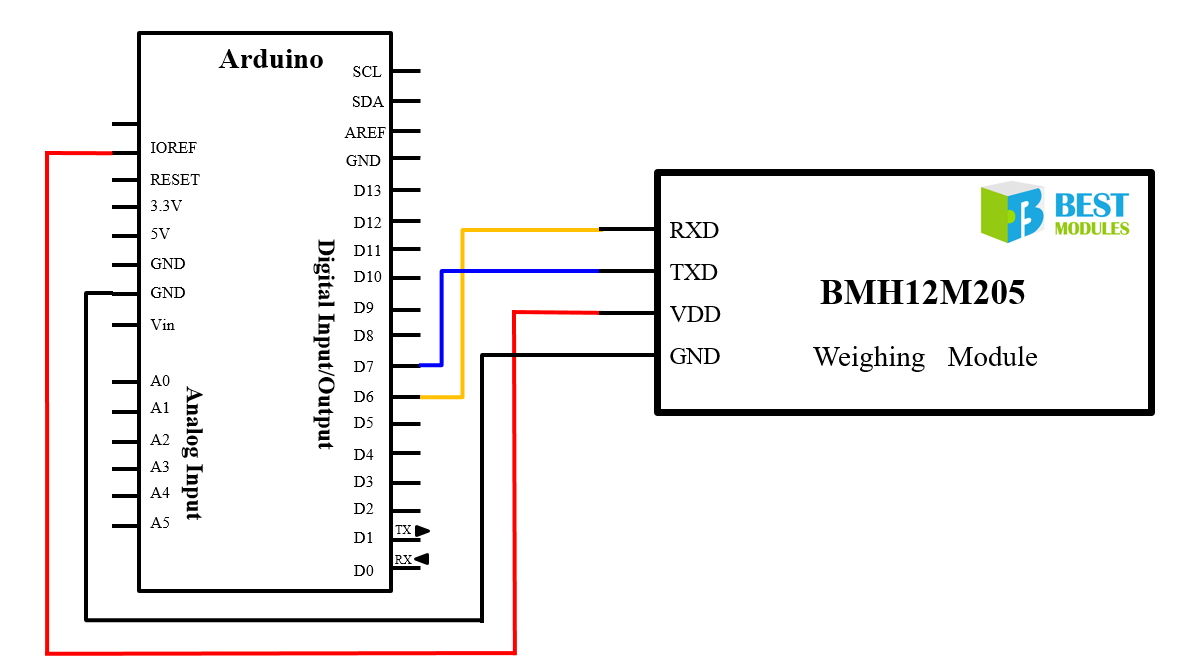 Arduino
SCL
SDA
AREF
GND
D13
D12
D11
D10
D9
D8
D7
D6
D5
D4
D3
D2
D1
TX
D0
RX
IOREF
RESET
3.3V
5V
GND
GND
Vin
A0
A1
A2
A3
A4
A5
Digital Input/Output
Analog Input
RXD
TXD
VDD
GND
BEST
MODULES
BMH12M205
Weighing Module